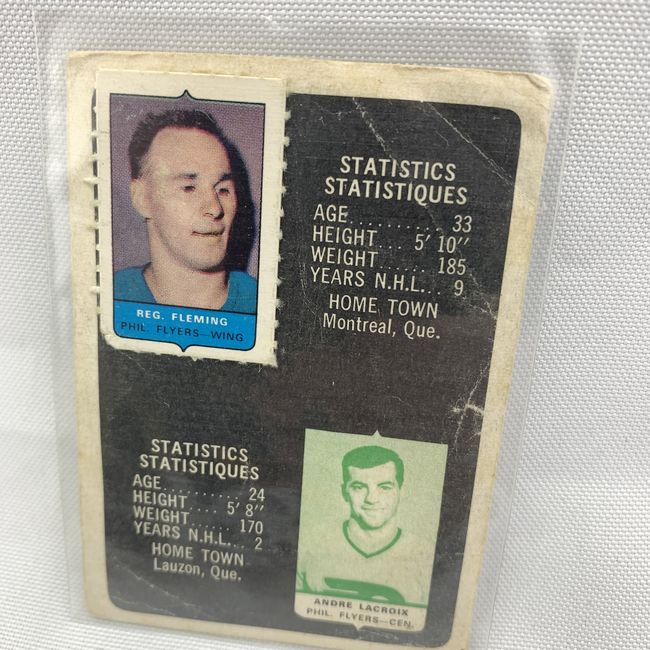 REG. FLEMING
PHIL. FLYERS—WING
STATISTICS
STATISTIQUES
AGE.......... 33
HEIGHT.... 5' 10"
WEIGHT..... 185
YEARS N.H.L... 9
HOME TOWN
Montreal, Que.
STATISTICS
STATISTIQUES
AGE........... 24
HEIGHT..... 5' 8"
WEIGHT...... 170
YEARS N.H.L... 2
HOME TOWN
Lauzon, Que.
ANDRE LACROIX
PHIL. FLYERS—CEN.